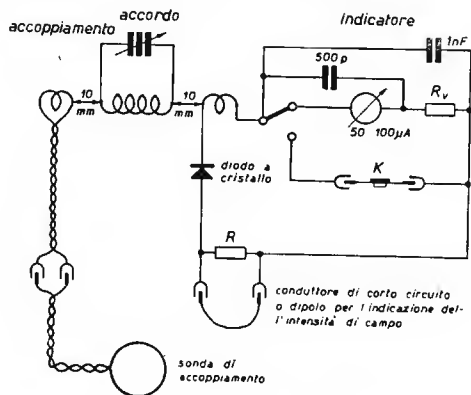 accoppiamento
accordo
Indicatore
1nF
500p
10
mm
10
mm
50 100µA
Rv
diodo a
cristallo
K
R
conduttore di corto circuito
o dipolo per l'indicazione del-
l'intensità di campo
sonda di
accoppiamento